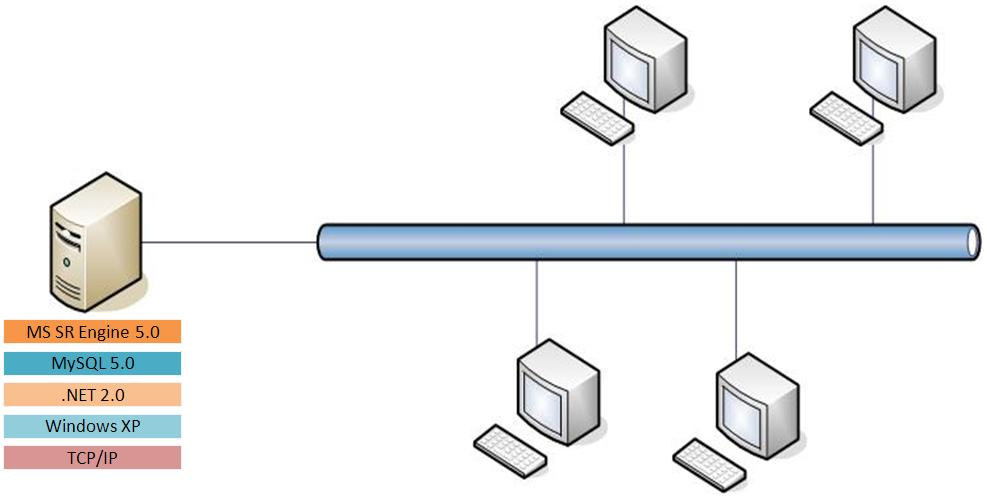 MS SR Engine 5.0
MySQL 5.0
.NET 2.0
Windows XP
TCP/IP